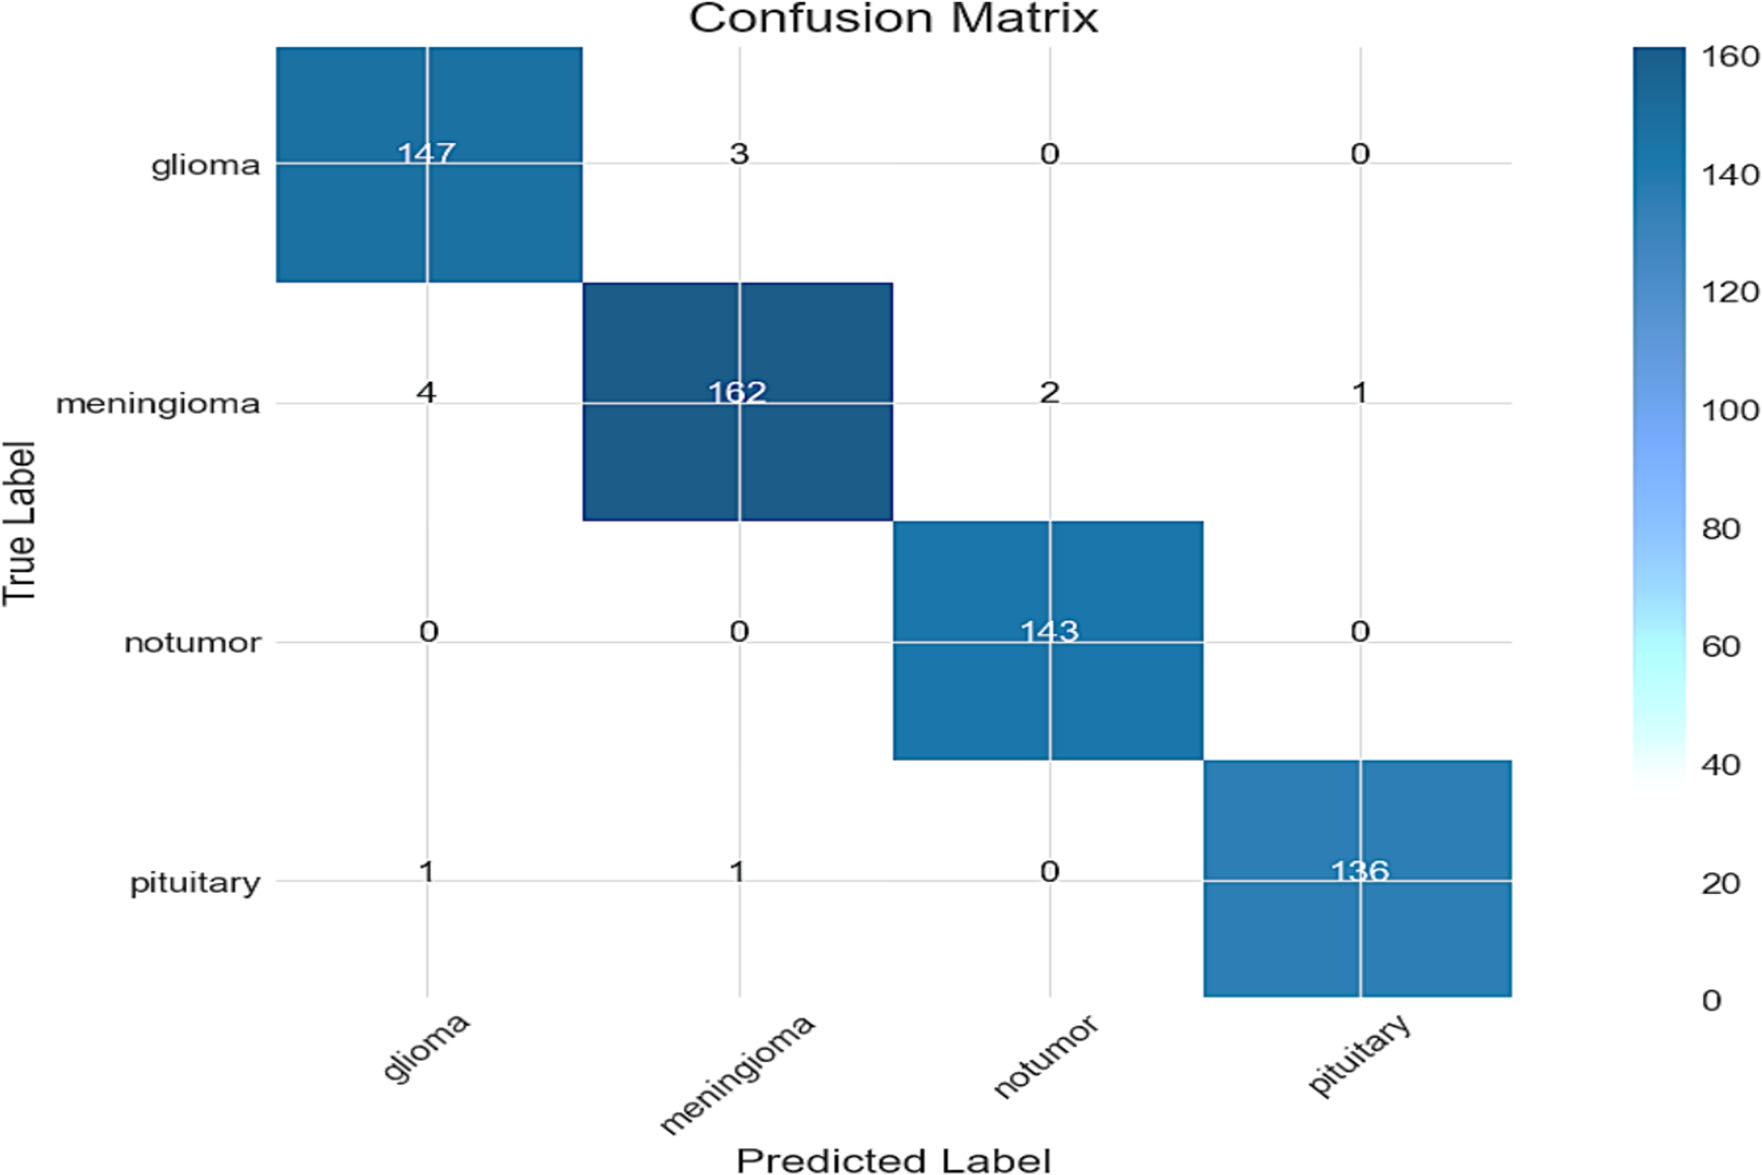 Confusion Matrix
glioma 147 3 0 0
meningioma 4 162 2 1
notumor 0 0 143 0
pituitary 1 1 0 136
True Label
glioma meningioma notumor pituitary
Predicted Label
160
140
120
100
80
60
40
20
0